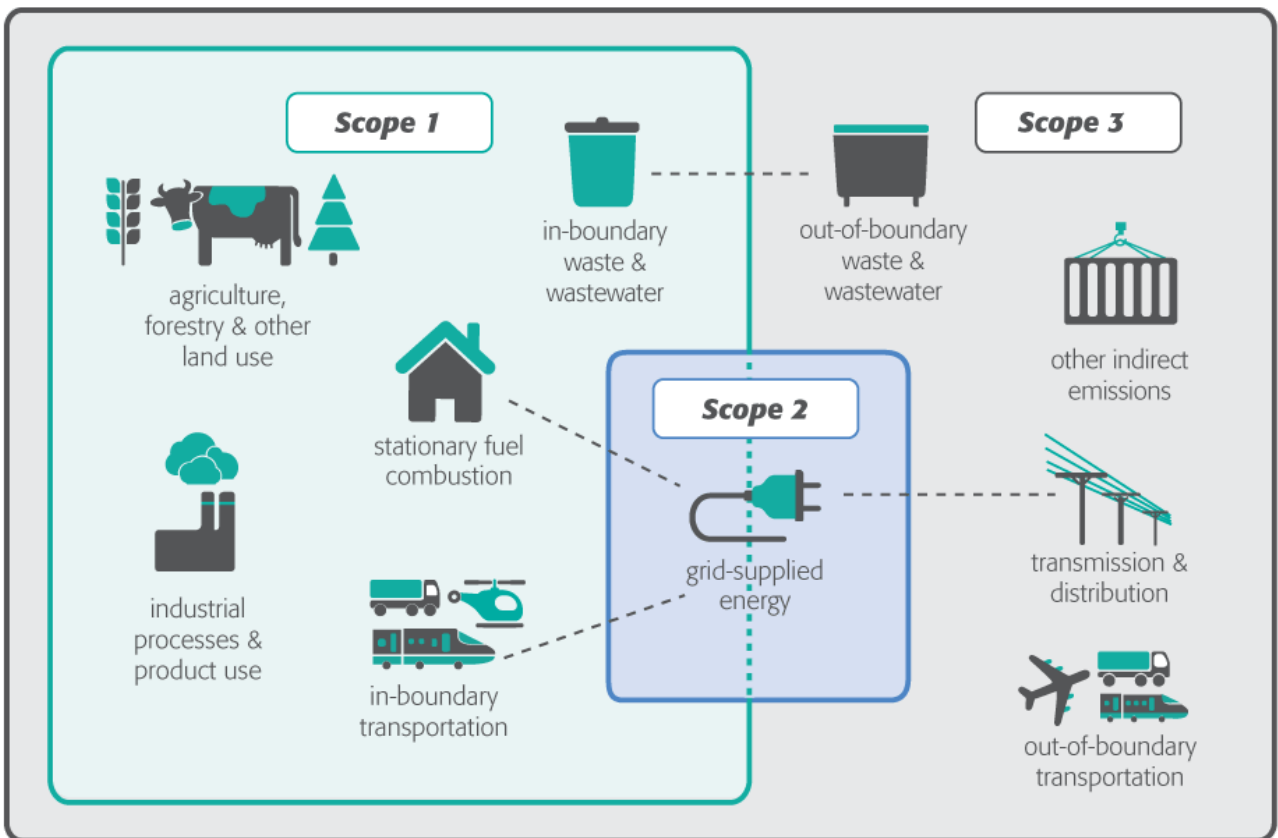 Scope 1
Scope 3
in-boundary
waste &
wastewater
out-of-boundary
waste &
wastewater
agriculture,
forestry & other
land use
other indirect
emissions
Scope 2
stationary fuel
combustion
grid-supplied
energy
transmission &
distribution
industrial
processes &
product use
in-boundary
transportation
out-of-boundary
transportation